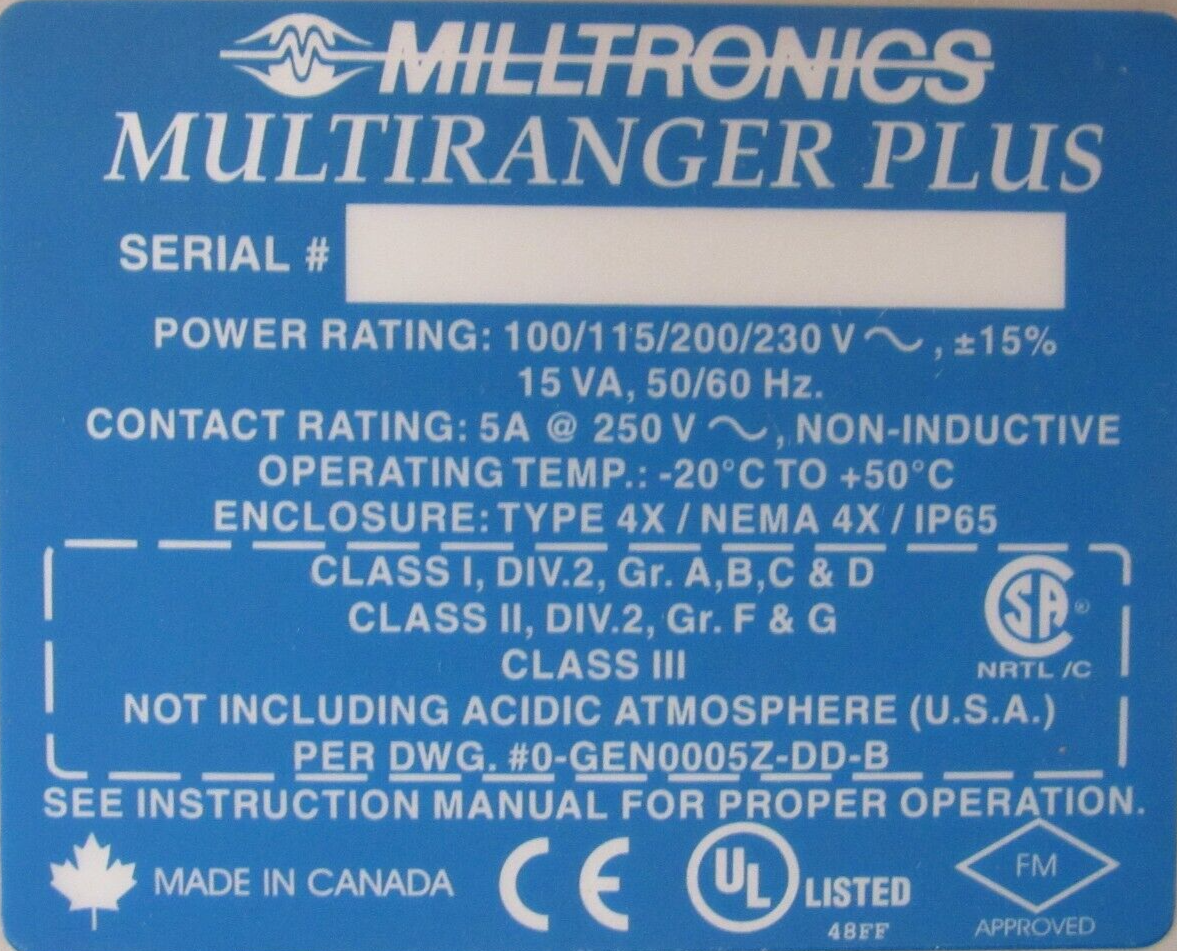 MILLTRONICS
MULTIRANGER PLUS
SERIAL #
POWER RATING: 100/115/200/230 V ∼, ±15%
15 VA, 50/60 Hz.
CONTACT RATING: 5A @ 250 V ∼, NON-INDUCTIVE
OPERATING TEMP.: -20°C TO +50°C
ENCLOSURE: TYPE 4X / NEMA 4X / IP65
CLASS I, DIV.2, Gr. A,B,C & D
CLASS II, DIV.2, Gr. F & G
CLASS III
SA ®
NRTL /C
NOT INCLUDING ACIDIC ATMOSPHERE (U.S.A.)
PER DWG. #0-GEN0005Z-DD-B
SEE INSTRUCTION MANUAL FOR PROPER OPERATION.
MADE IN CANADA
CE
UL LISTED
48FF
FM
APPROVED